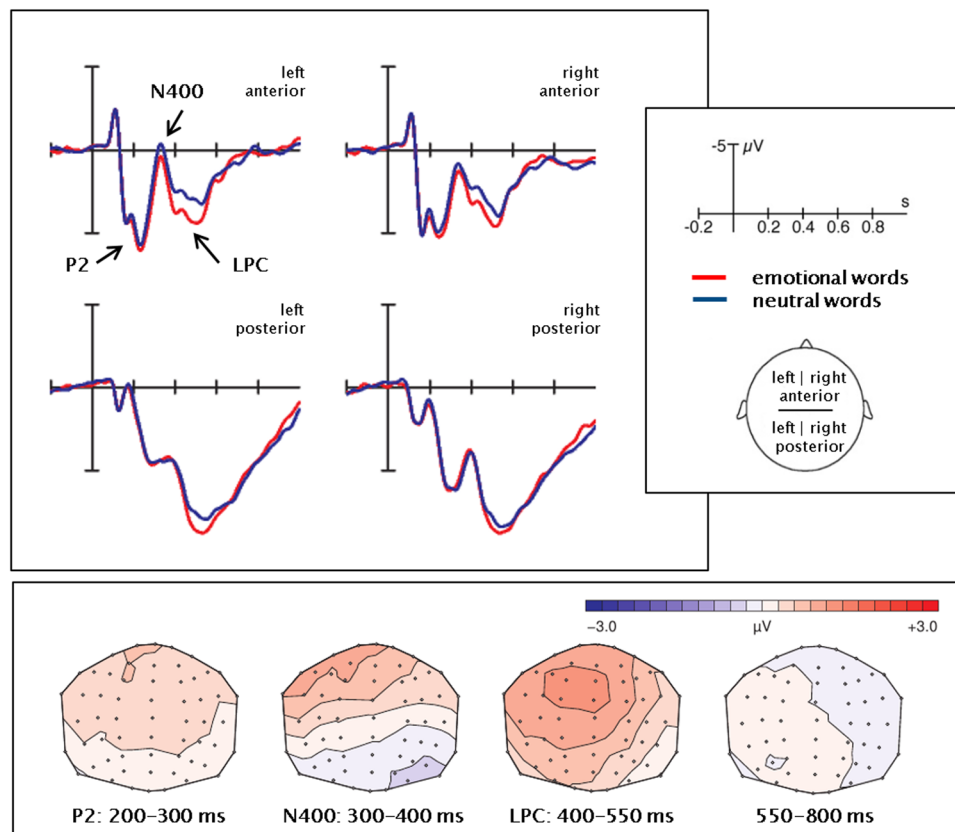 left
anterior
N400
P2
LPC
right
anterior
left
posterior
right
posterior
-5 µV
s
-0.2 0 0.2 0.4 0.6 0.8
emotional words
neutral words
left | right
anterior
left | right
posterior
−3.0 µV +3.0
P2: 200–300 ms
N400: 300–400 ms
LPC: 400–550 ms
550–800 ms